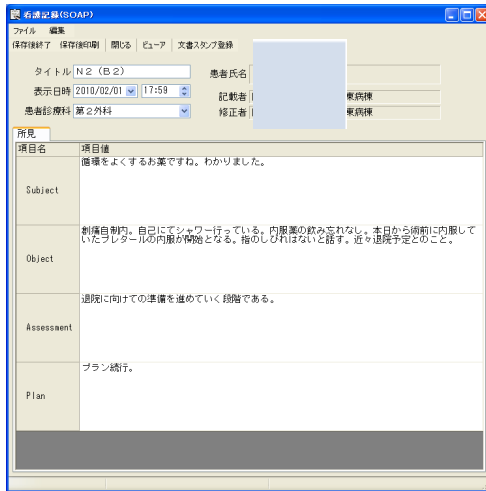 看護記録(SOAP)
ファイル 編集
保存後終了 保存後印刷 閉じる ビューア 文書スタンプ登録
タイトル N2 (B2) 患者氏名
表示日時 2010/02/01 17:59 記載者 東病棟
患者診療科 第2外科 修正者 東病棟
所見
項目名 項目値
Subject 循環をよくするお薬ですね。わかりました。
Object 創痛自制内。自己にてシャワー行っている。内服薬の飲み忘れなし。本日から術前に内服して
いたプレタールの内服が開始となる。指のしびれはないと話す。近々退院予定とのこと。
Assessment 退院に向けての準備を進めていく段階である。
Plan プラン続行。